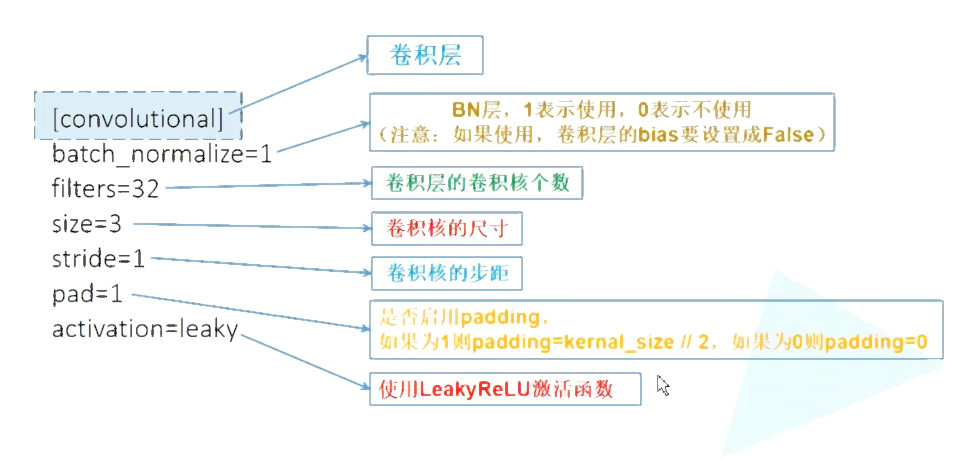 卷积层
[convolutional]
BN层，1表示使用，0表示不使用
（注意：如果使用，卷积层的bias要设置成False）
batch_normalize=1
filters=32
卷积层的卷积核个数
size=3
卷积核的尺寸
stride=1
卷积核的步距
pad=1
是否启用padding，
如果为1则padding=kernal_size // 2，如果为0则padding=0
activation=leaky
使用LeakyReLU激活函数